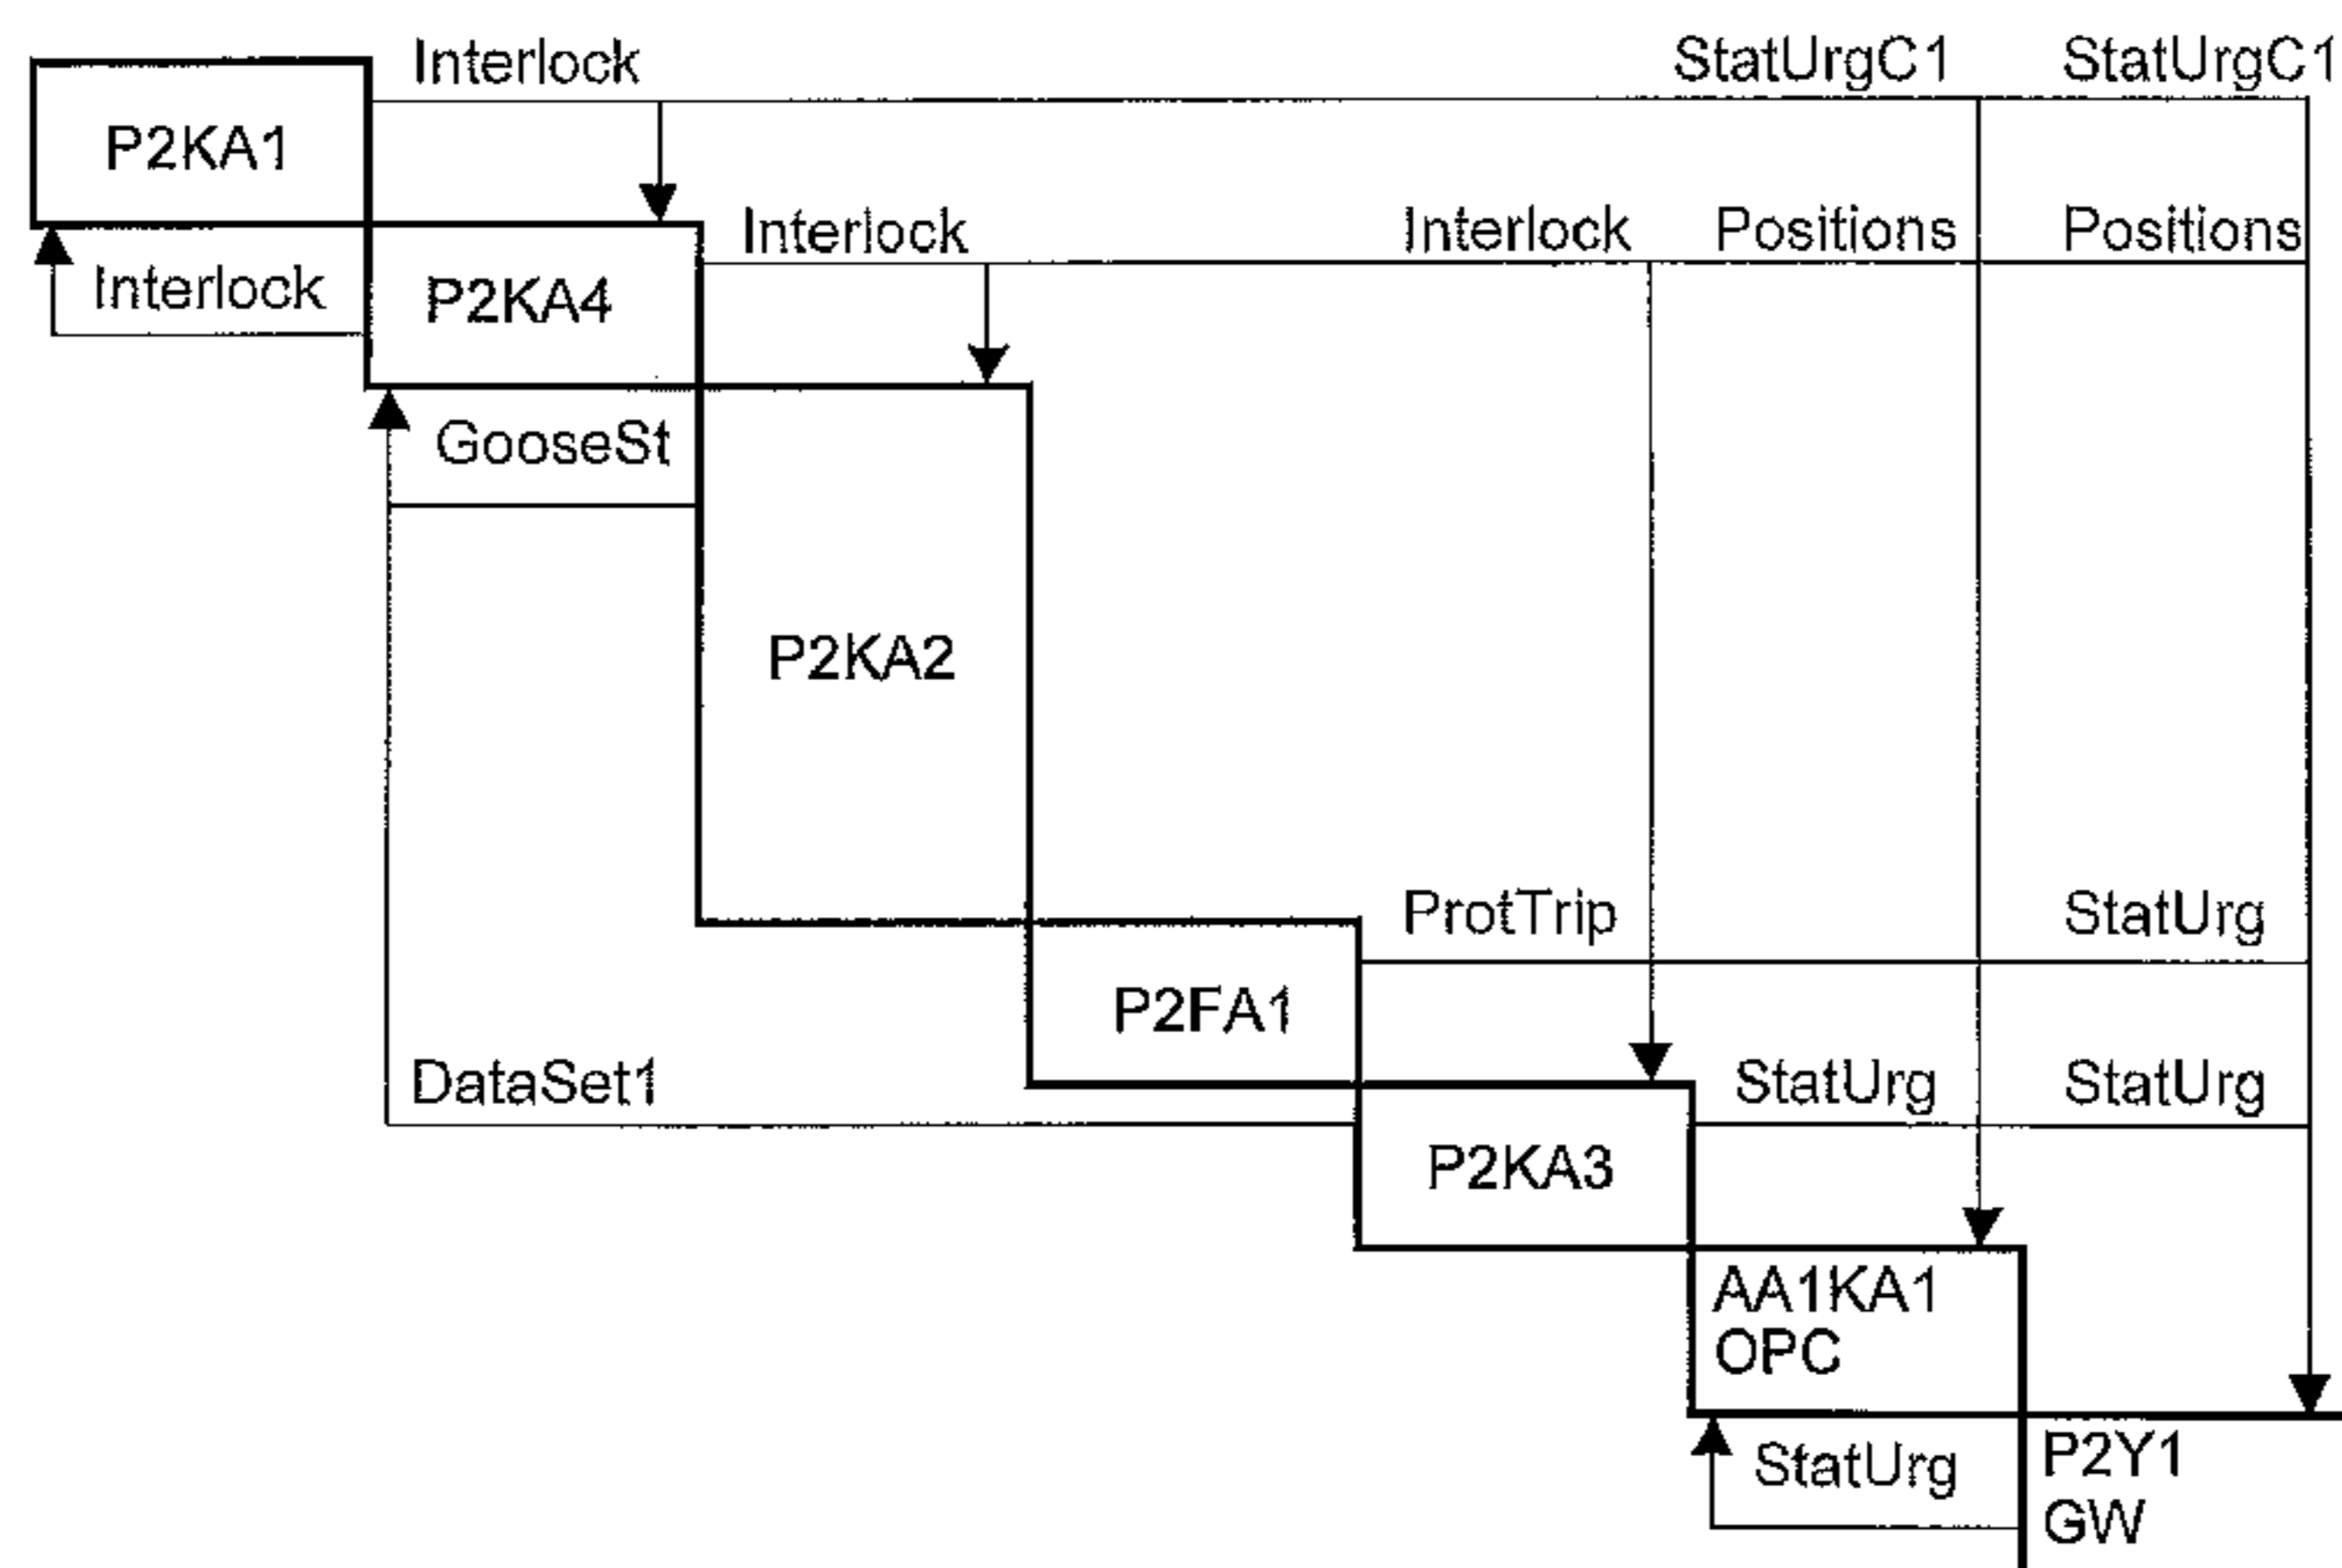 Interlock
StatUrgC1
StatUrgC1
P2KA1
Interlock
Interlock
Positions
Positions
Interlock
P2KA4
GooseSt
P2KA2
ProtTrip
StatUrg
P2FA1
DataSet1
StatUrg
StatUrg
P2KA3
AA1KA1
OPC
StatUrg
P2Y1
GW